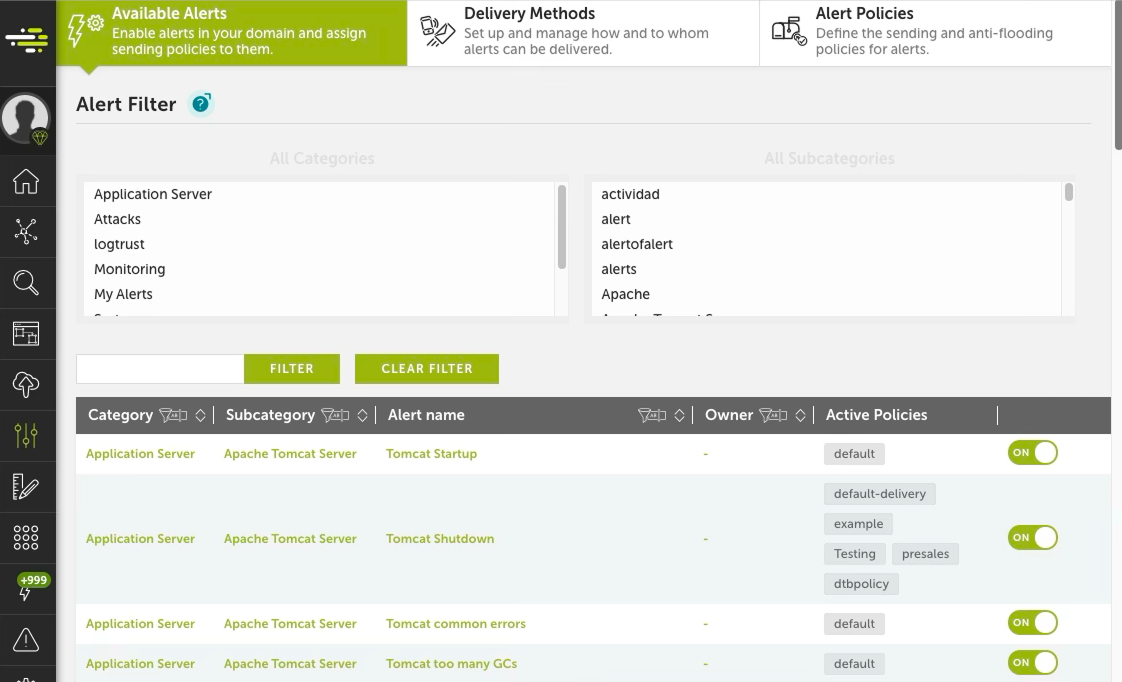 Available Alerts
Enable alerts in your domain and assign
sending policies to them.
Delivery Methods
Set up and manage how and to whom
alerts can be delivered.
Alert Policies
Define the sending and anti-flooding
policies for alerts.
Alert Filter ?
All Categories
Application Server
Attacks
logtrust
Monitoring
My Alerts
All Subcategories
actividad
alert
alertofalert
alerts
Apache
FILTER CLEAR FILTER
Category Subcategory Alert name Owner Active Policies
Application Server Apache Tomcat Server Tomcat Startup - default ON
default-delivery
example
Application Server Apache Tomcat Server Tomcat Shutdown - ON
Testing presales
dtbpolicy
Application Server Apache Tomcat Server Tomcat common errors - default ON
Application Server Apache Tomcat Server Tomcat too many GCs - default ON
+999